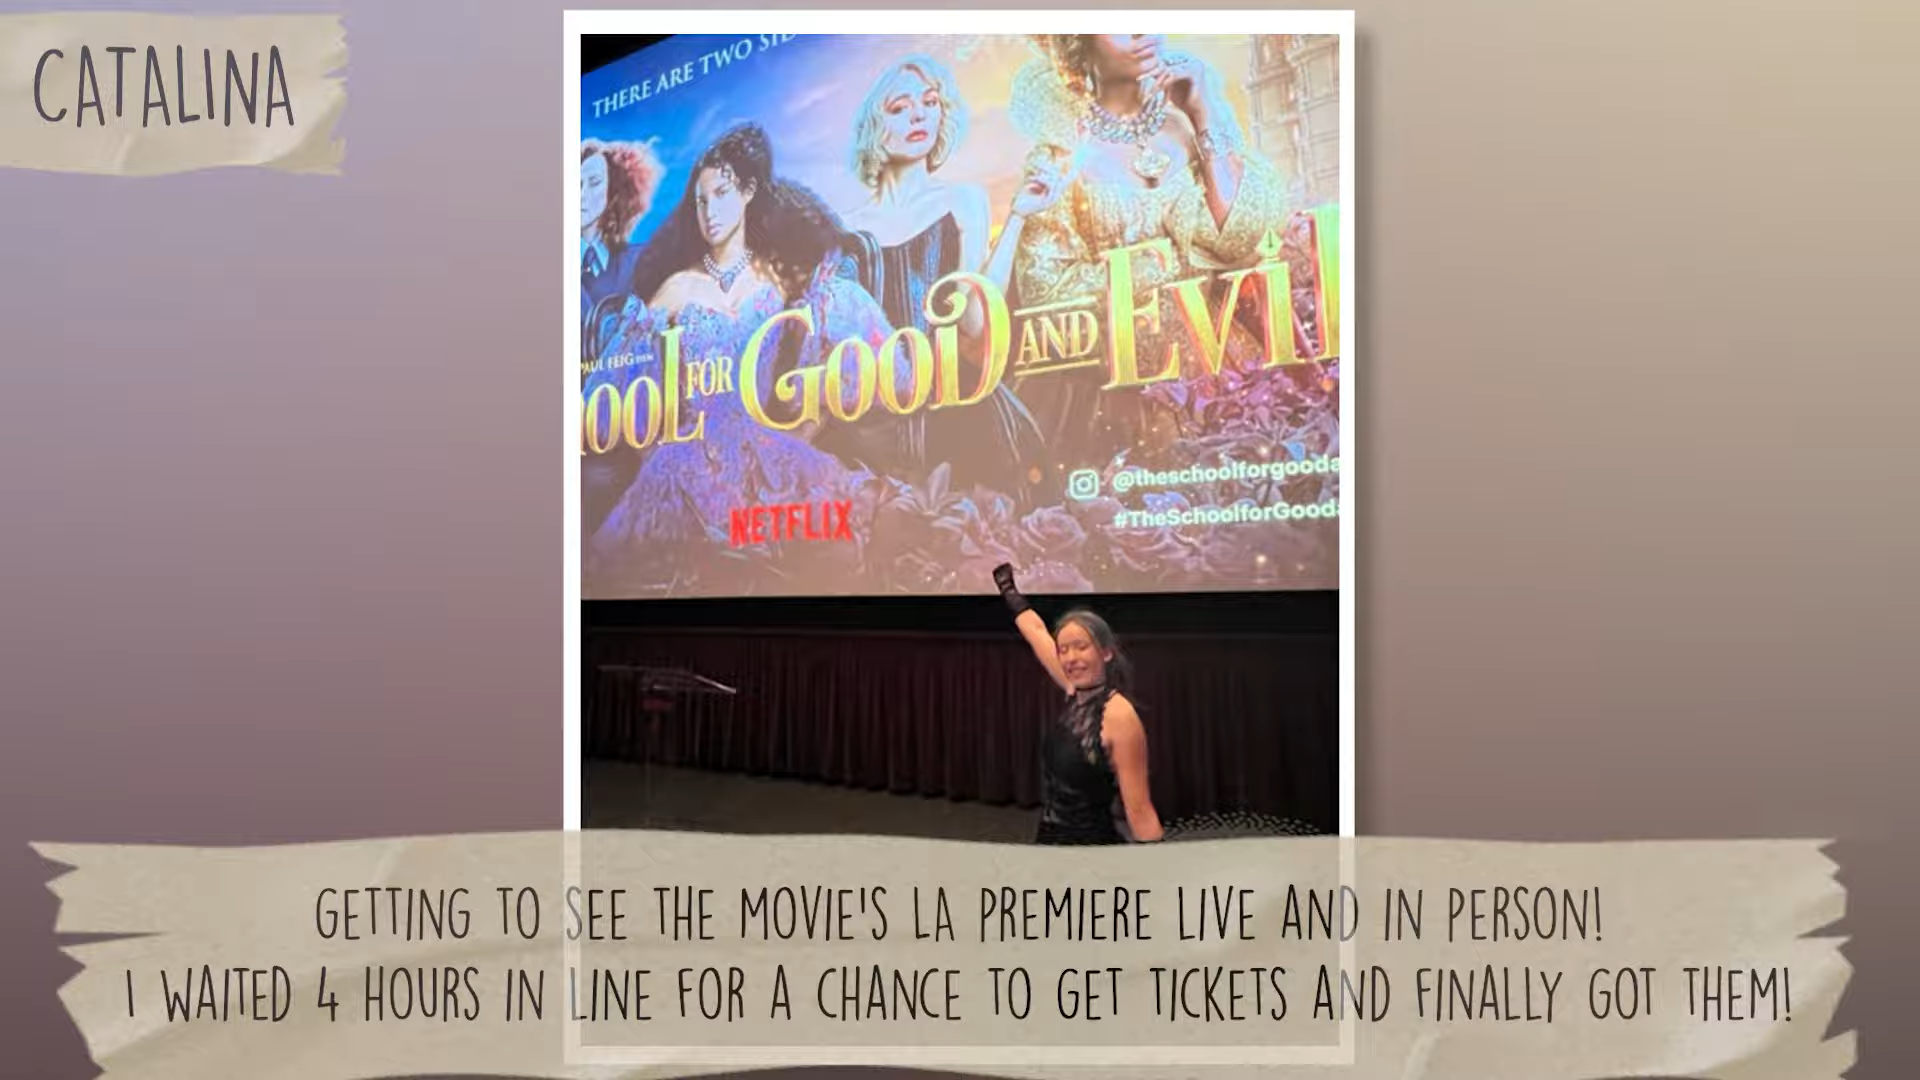 CATALINA
THERE ARE TWO
PAUL FEIG
FOR GOOD AND EVIL
NETFLIX
@theschoolforgooda
#TheSchoolforGood
GETTING TO SEE THE MOVIE'S LA PREMIERE LIVE AND IN PERSON!
I WAITED 4 HOURS IN LINE FOR A CHANCE TO GET TICKETS AND FINALLY GOT THEM!